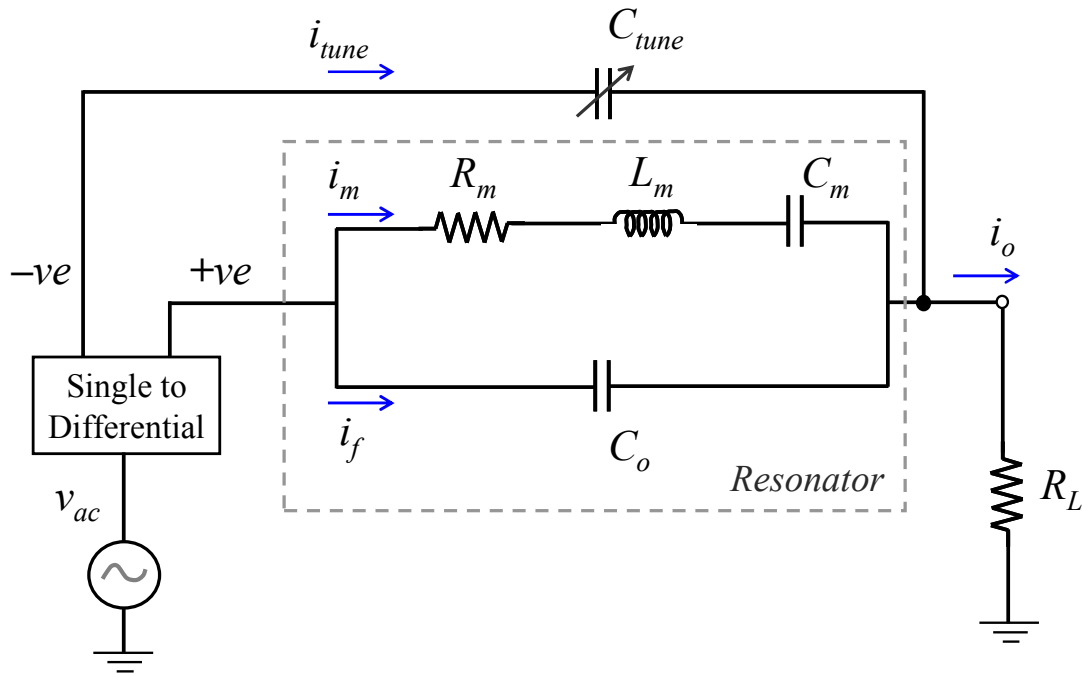 i_tune
C_tune
i_m
R_m
L_m
C_m
i_o
–ve
+ve
Single to
Differential
i_f
C_o
Resonator
R_L
v_ac